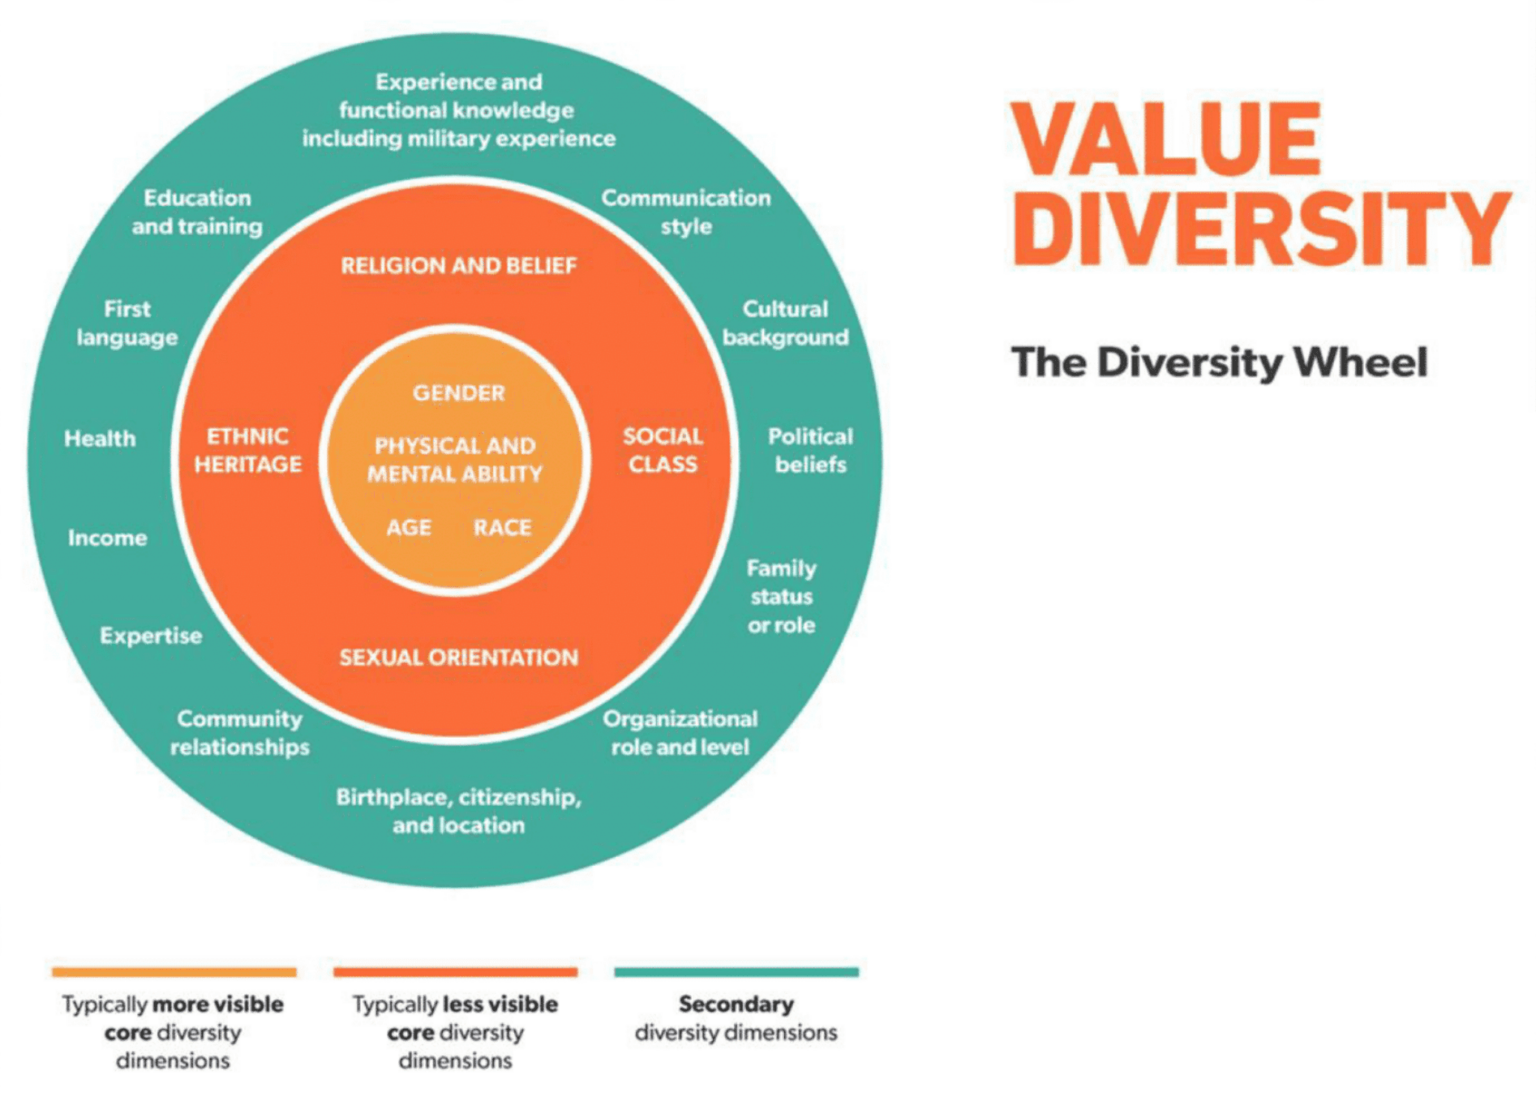 Experience and
functional knowledge
including military experience
Education
and training
Communication
style
First
language
Cultural
background
Health
Political
beliefs
Income
Family
status
or role
Expertise
Community
relationships
Organizational
role and level
Birthplace, citizenship,
and location
RELIGION AND BELIEF
ETHNIC
HERITAGE
SOCIAL
CLASS
SEXUAL ORIENTATION
GENDER
PHYSICAL AND
MENTAL ABILITY
AGE RACE
VALUE
DIVERSITY
The Diversity Wheel
Typically more visible
core diversity
dimensions
Typically less visible
core diversity
dimensions
Secondary
diversity dimensions